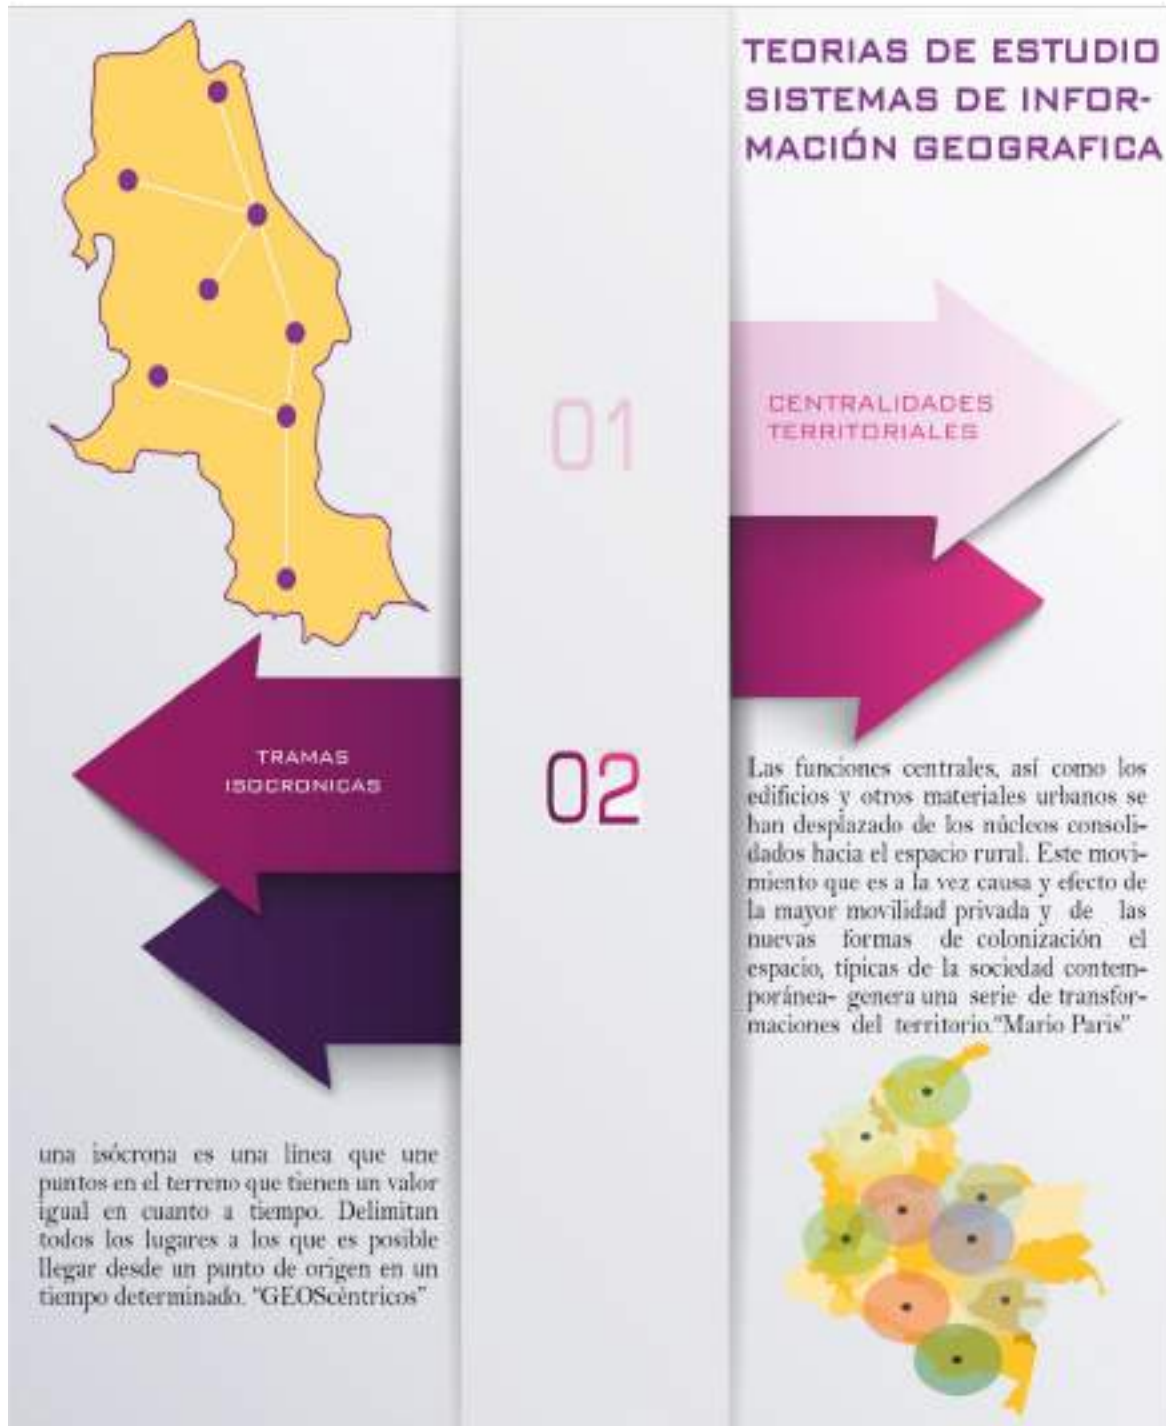 TEORIAS DE ESTUDIO
SISTEMAS DE INFOR-
MACIÓN GEOGRAFICA
01
CENTRALIDADES
TERRITORIALES
Las funciones centrales, así como los
edificios y otros materiales urbanos se
han desplazado de los núcleos consoli-
dados hacia el espacio rural. Este movi-
miento que es a la vez causa y efecto de
la mayor movilidad privada y de las
nuevas formas de colonización el
espacio, típicas de la sociedad contem-
poránea- genera una serie de transfor-
maciones del territorio."Mario Paris"
02
TRAMAS
ISOCRONICAS
una isócrona es una línea que une
puntos en el terreno que tienen un valor
igual en cuanto a tiempo. Delimitan
todos los lugares a los que es posible
llegar desde un punto de origen en un
tiempo determinado. "GEOScèntricos"